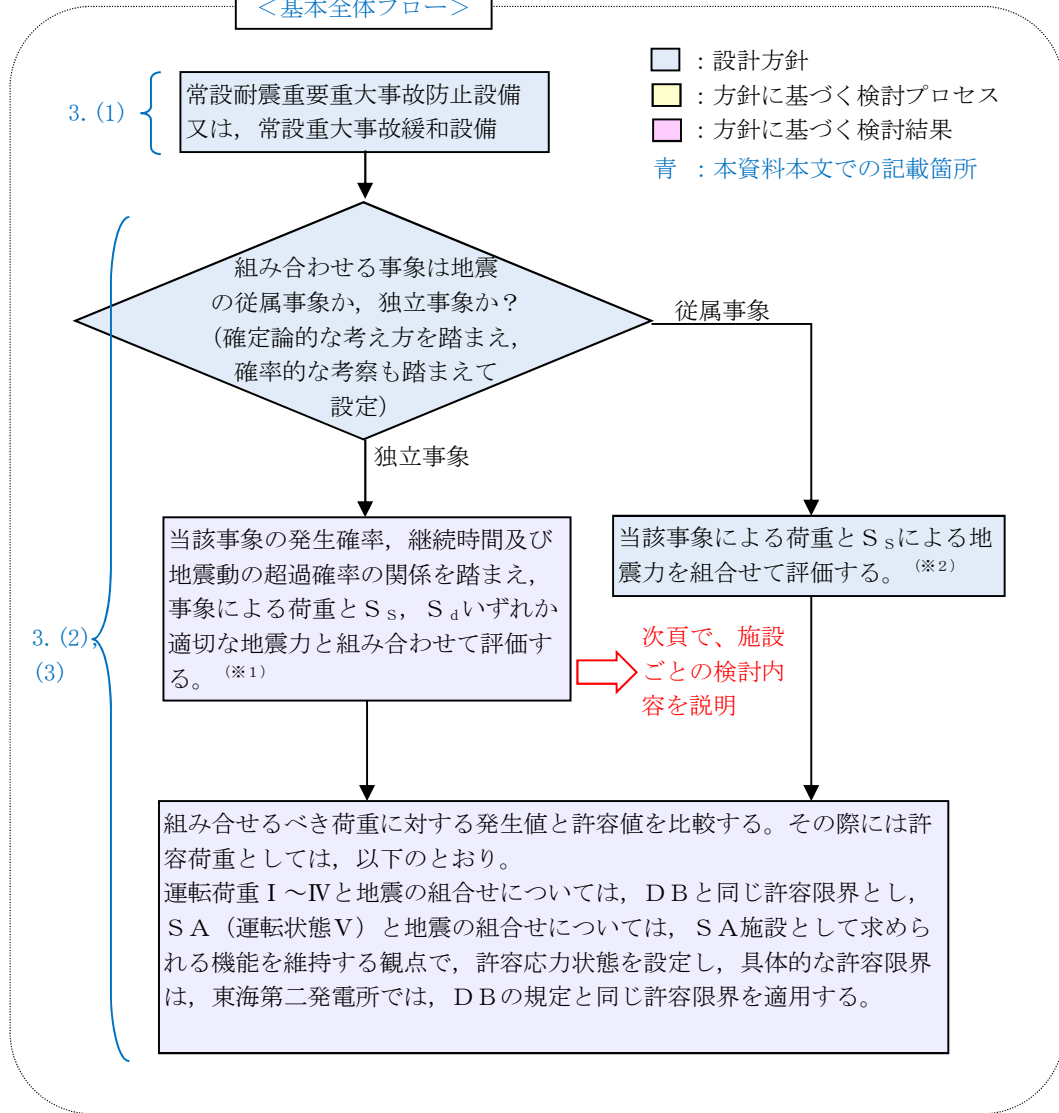 ＜基本全体フロー＞
：設計方針
：方針に基づく検討プロセス
：方針に基づく検討結果
青　：本資料本文での記載箇所
3. (1)
常設耐震重要重大事故防止設備
又は，常設重大事故緩和設備
組み合わせる事象は地震
の従属事象か，独立事象か？
（確定論的な考え方を踏まえ，
確率的な考察も踏まえて
設定）
従属事象
独立事象
3. (2),
(3)
当該事象の発生確率，継続時間及び
地震動の超過確率の関係を踏まえ，
事象による荷重とＳｓ，Ｓｄいずれか
適切な地震力と組み合わせて評価す
る。（※１）
当該事象による荷重とＳｓによる地
震力を組合せて評価する。（※２）
次頁で、施設
ごとの検討内
容を説明
組み合せるべき荷重に対する発生値と許容値を比較する。その際には許
容荷重としては，以下のとおり。
運転荷重Ⅰ～Ⅳと地震の組合せについては，ＤＢと同じ許容限界とし，
ＳＡ（運転状態Ⅴ）と地震の組合せについては，ＳＡ施設として求めら
れる機能を維持する観点で，許容応力状態を設定し，具体的な許容限界
は，東海第二発電所では，ＤＢの規定と同じ許容限界を適用する。